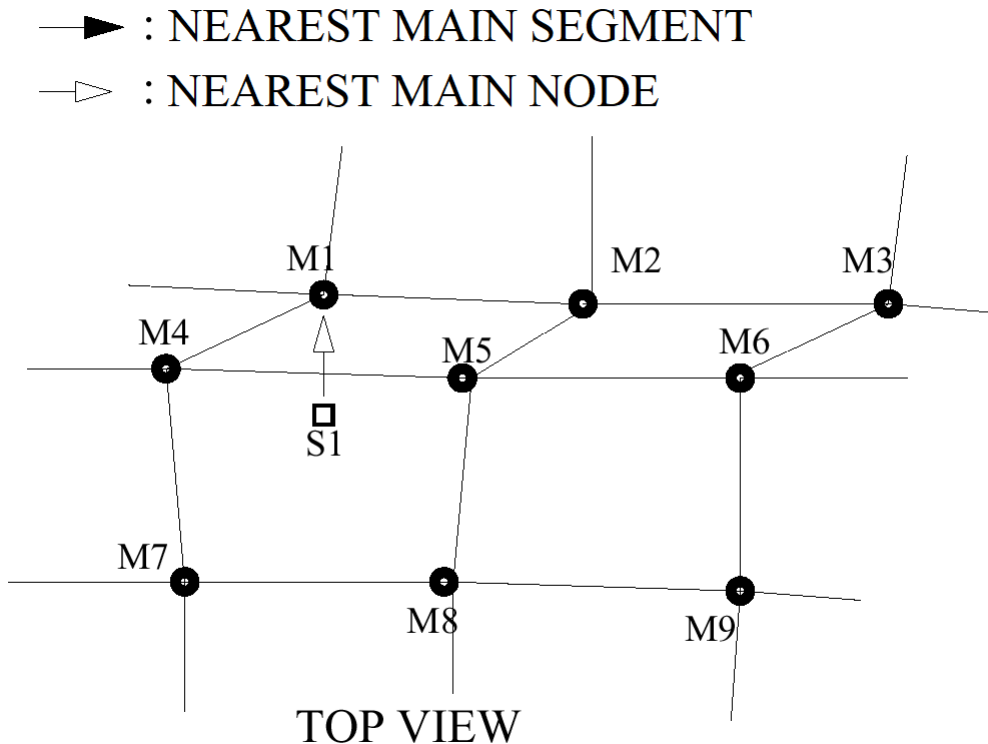 : NEAREST MAIN SEGMENT
: NEAREST MAIN NODE
M1
M2
M3
M4
M5
M6
S1
M7
M8
M9
TOP VIEW